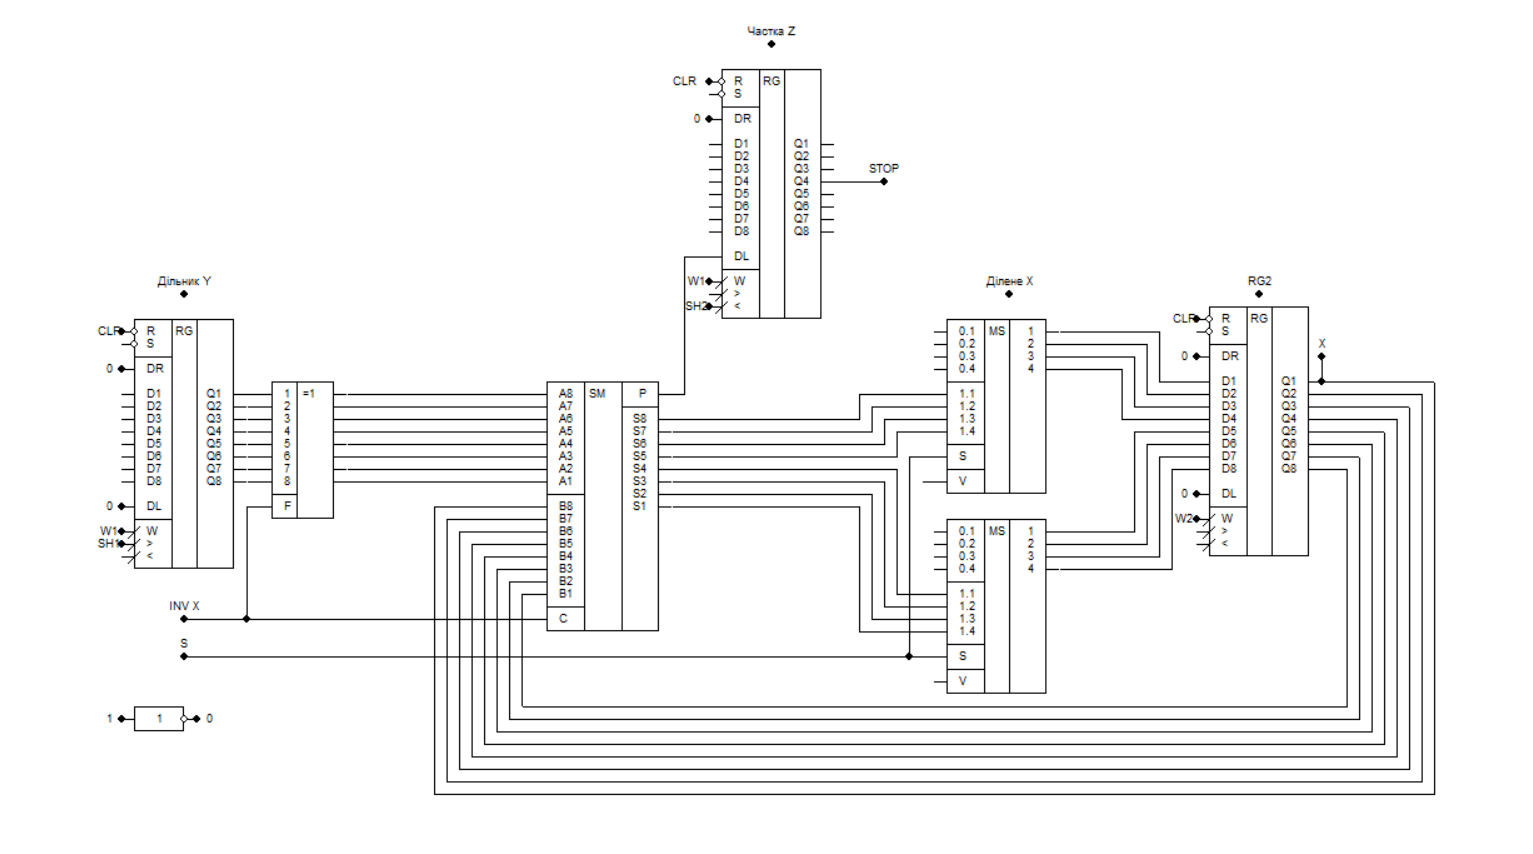 Частка Z
CLR R RG
S
0 DR
D1 Q1
D2 Q2
D3 Q3
D4 Q4 STOP
D5 Q5
D6 Q6
D7 Q7
D8 Q8
DL
W1 W
>
SH2 <
Дільник Y
CLR R RG
S
0 DR
D1 Q1
D2 Q2
D3 Q3
D4 Q4
D5 Q5
D6 Q6
D7 Q7
D8 Q8
0 DL
W1 W
SH1 >
<
1 =1
2
3
4
5
6
7
8
F
A8 SM P
A7
A6 S8
A5 S7
A4 S6
A3 S5
A2 S4
A1 S3
S2
B8 S1
B7
B6
B5
B4
B3
B2
B1
C
Ділене X
0.1 MS 1
0.2 2
0.3 3
0.4 4
1.1
1.2
1.3
1.4
S
V
0.1 MS 1
0.2 2
0.3 3
0.4 4
1.1
1.2
1.3
1.4
S
V
RG2
CLR R RG
S
0 DR
X
D1 Q1
D2 Q2
D3 Q3
D4 Q4
D5 Q5
D6 Q6
D7 Q7
D8 Q8
0 DL
W2 W
>
<
INV X
S
1 1 0